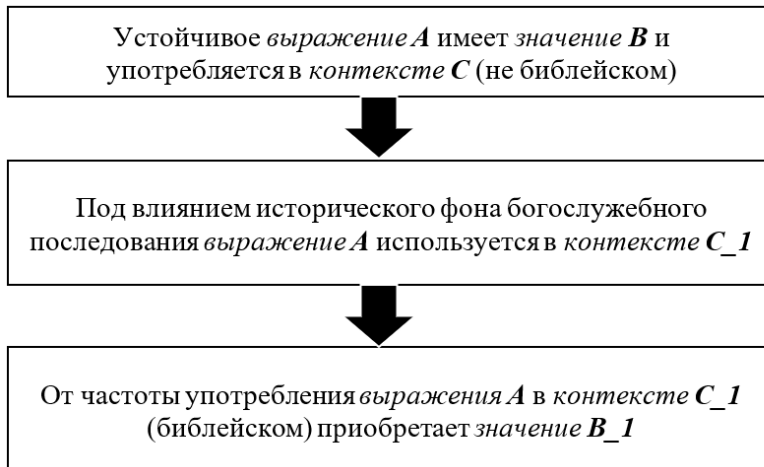 Устойчивое выражение A имеет значение B и
употребляется в контексте C (не библейском)
Под влиянием исторического фона богослужебного
последования выражение A используется в контексте C_1
От частоты употребления выражения A в контексте C_1
(библейском) приобретает значение B_1